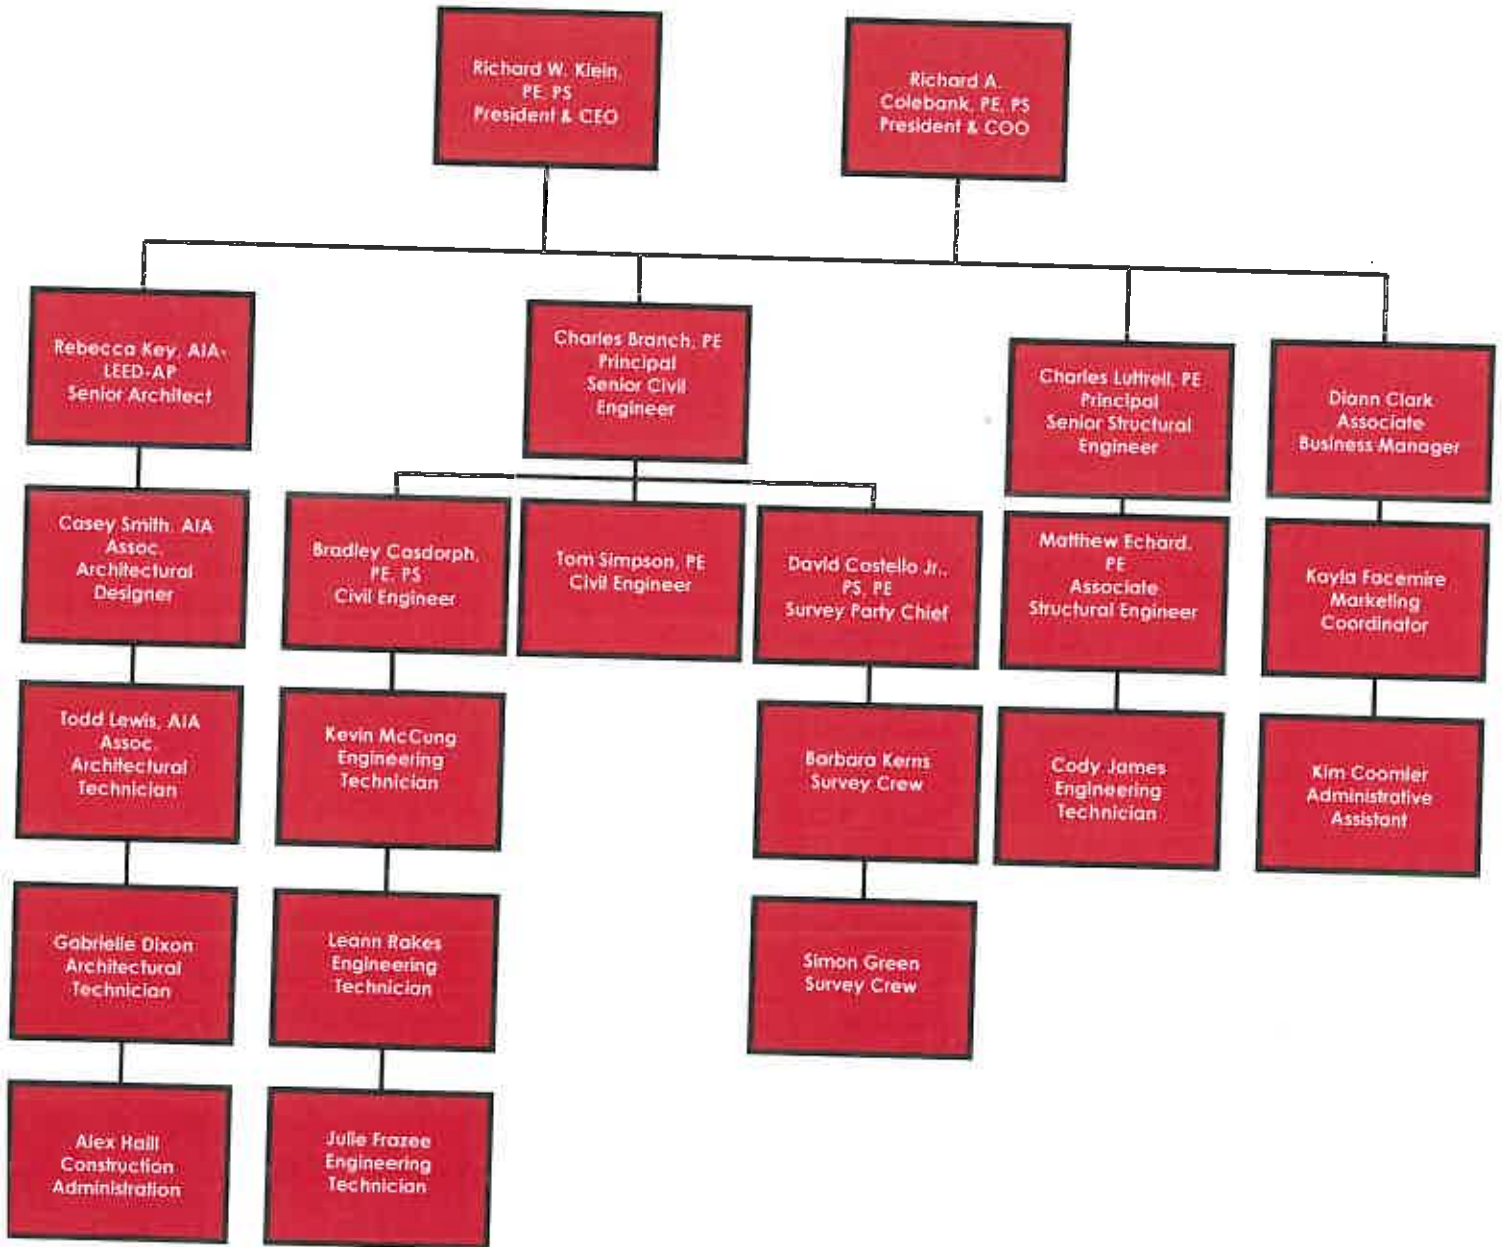 Richard W. Klein,
PE, PS
President & CEO
Richard A.
Colebank, PE, PS
President & COO
Rebecca Key, AIA-
LEED-AP
Senior Architect
Charles Branch, PE
Principal
Senior Civil
Engineer
Charles Luttrell, PE
Principal
Senior Structural
Engineer
Diann Clark
Associate
Business Manager
Casey Smith, AIA
Assoc.
Architectural
Designer
Bradley Casdorph,
PE, PS
Civil Engineer
Tom Simpson, PE
Civil Engineer
David Costello Jr.,
PS, PE
Survey Party Chief
Matthew Echard,
PE
Associate
Structural Engineer
Kayla Facemire
Marketing
Coordinator
Todd Lewis, AIA
Assoc.
Architectural
Technician
Kevin McCung
Engineering
Technician
Barbara Kerns
Survey Crew
Cody James
Engineering
Technician
Kim Coomler
Administrative
Assistant
Gabrielle Dixon
Architectural
Technician
Leann Rakes
Engineering
Technician
Simon Green
Survey Crew
Alex Haill
Construction
Administration
Julie Frazee
Engineering
Technician